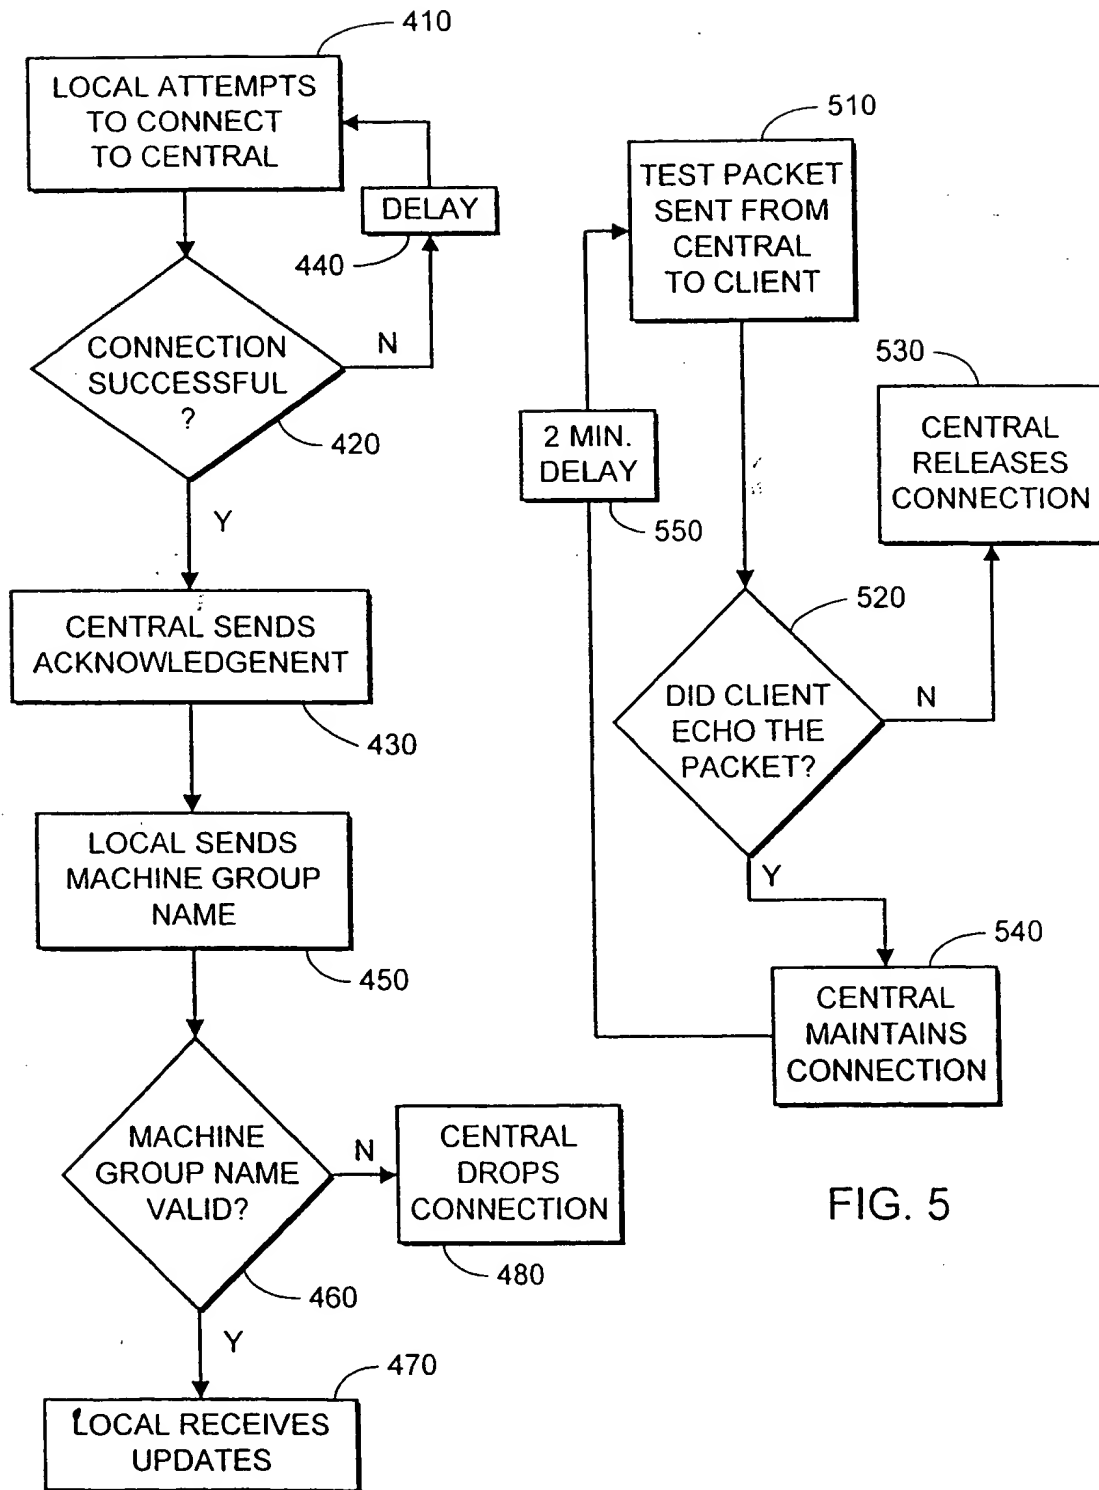 410
LOCAL ATTEMPTS
TO CONNECT
TO CENTRAL
DELAY
440
CONNECTION
SUCCESSFUL
?
N
420
Y
CENTRAL SENDS
ACKNOWLEDGENENT
430
LOCAL SENDS
MACHINE GROUP
NAME
450
MACHINE
GROUP NAME
VALID?
N
CENTRAL
DROPS
CONNECTION
480
460
Y
470
LOCAL RECEIVES
UPDATES
510
TEST PACKET
SENT FROM
CENTRAL
TO CLIENT
530
CENTRAL
RELEASES
CONNECTION
2 MIN.
DELAY
550
520
DID CLIENT
ECHO THE
PACKET?
N
Y
540
CENTRAL
MAINTAINS
CONNECTION
FIG. 5